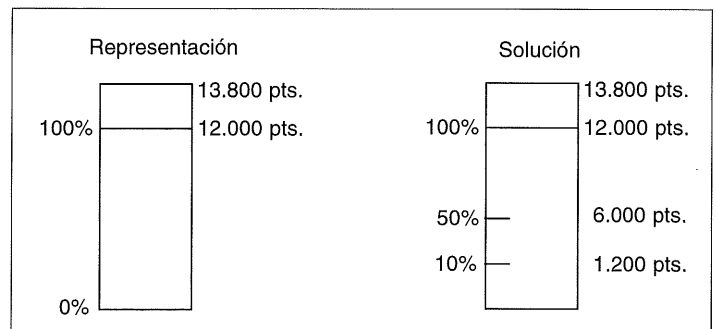 Representación
13.800 pts.
100%
12.000 pts.
0%
Solución
13.800 pts.
100%
12.000 pts.
50%
6.000 pts.
10%
1.200 pts.